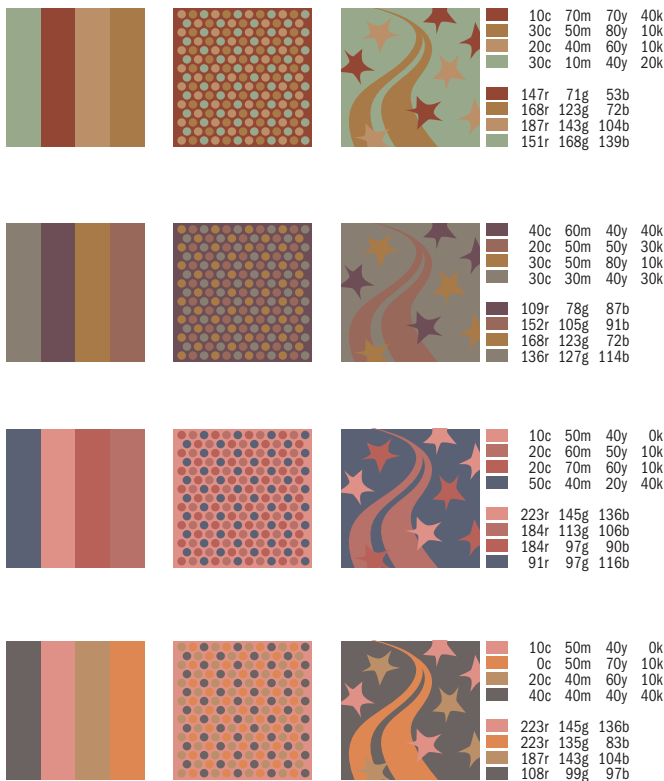 10c 70m 70y 40k
30c 50m 80y 10k
20c 40m 60y 10k
30c 10m 40y 20k
147r 71g 53b
168r 123g 72b
187r 143g 104b
151r 168g 139b
40c 60m 40y 40k
20c 50m 50y 30k
30c 50m 80y 10k
30c 30m 40y 30k
109r 78g 87b
152r 105g 91b
168r 123g 72b
136r 127g 114b
10c 50m 40y 0k
20c 60m 50y 10k
20c 70m 60y 10k
50c 40m 20y 40k
223r 145g 136b
184r 113g 106b
184r 97g 90b
91r 97g 116b
10c 50m 40y 0k
0c 50m 70y 10k
20c 40m 60y 10k
40c 40m 40y 40k
223r 145g 136b
223r 135g 83b
187r 143g 104b
108r 99g 97b